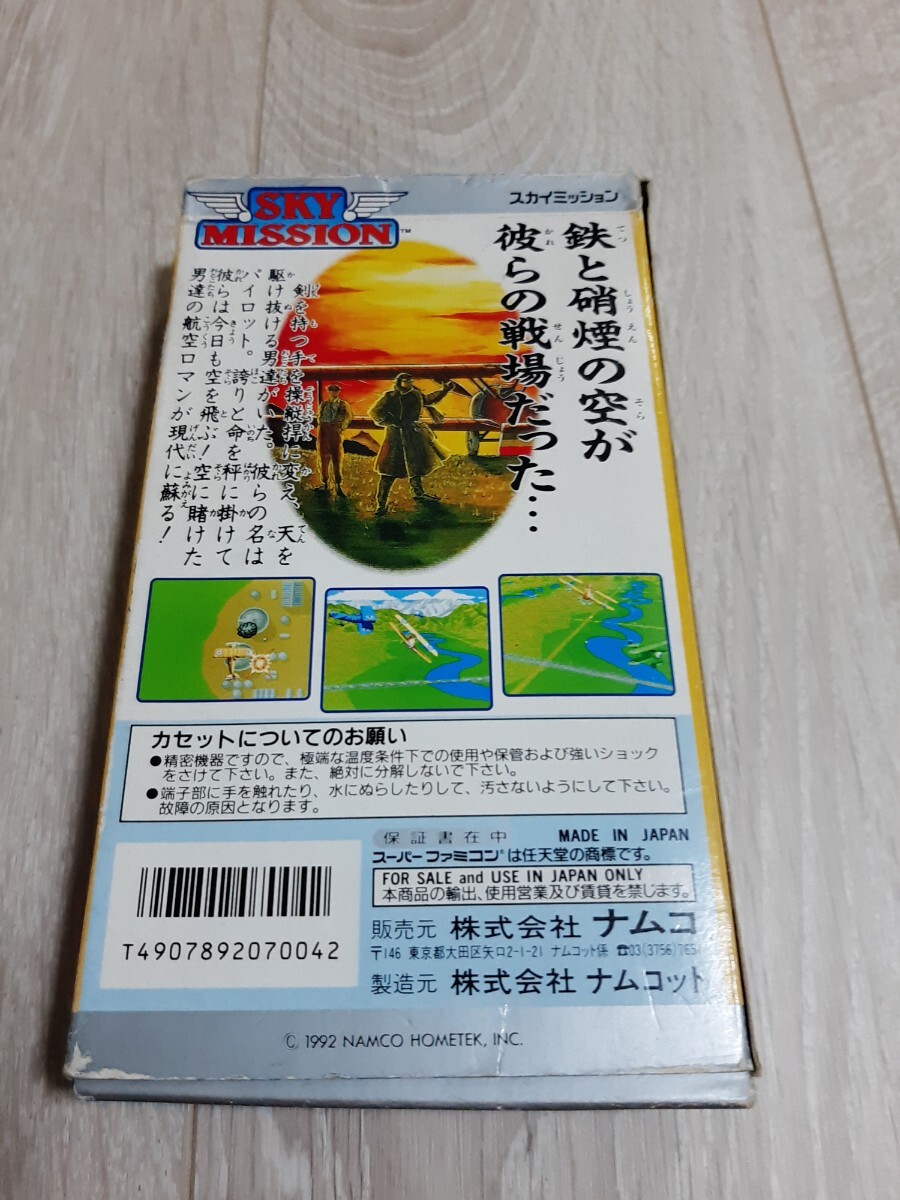 SKY
MISSION™
スカイミッション
鉄と硝煙の空が
彼らの戦場だった…
剣を持つ手を操縦桿に変え、天を
駆け抜ける男達がいた。彼らの名は
パイロット。誇りと命を秤に掛けて
彼らは今日も空を飛ぶ!空に賭けた
男達の航空ロマンが現代に蘇る!
カセットについてのお願い
●精密機器ですので、極端な温度条件下での使用や保管および強いショック
をさけて下さい。また、絶対に分解しないで下さい。
●端子部に手を触れたり、水にぬらしたりして、汚さないようにして下さい。
故障の原因となります。
保証書在中
MADE IN JAPAN
スーパーファミコン®は任天堂の商標です。
FOR SALE and USE IN JAPAN ONLY
本商品の輸出、使用営業及び賃貸を禁じます。
T4907892070042
販売元 株式会社 ナムコ
〒146 東京都大田区矢口2-1-21 ナムコット係 ☎03(3756)
製造元 株式会社 ナムコット
© 1992 NAMCO HOMETEK, INC.